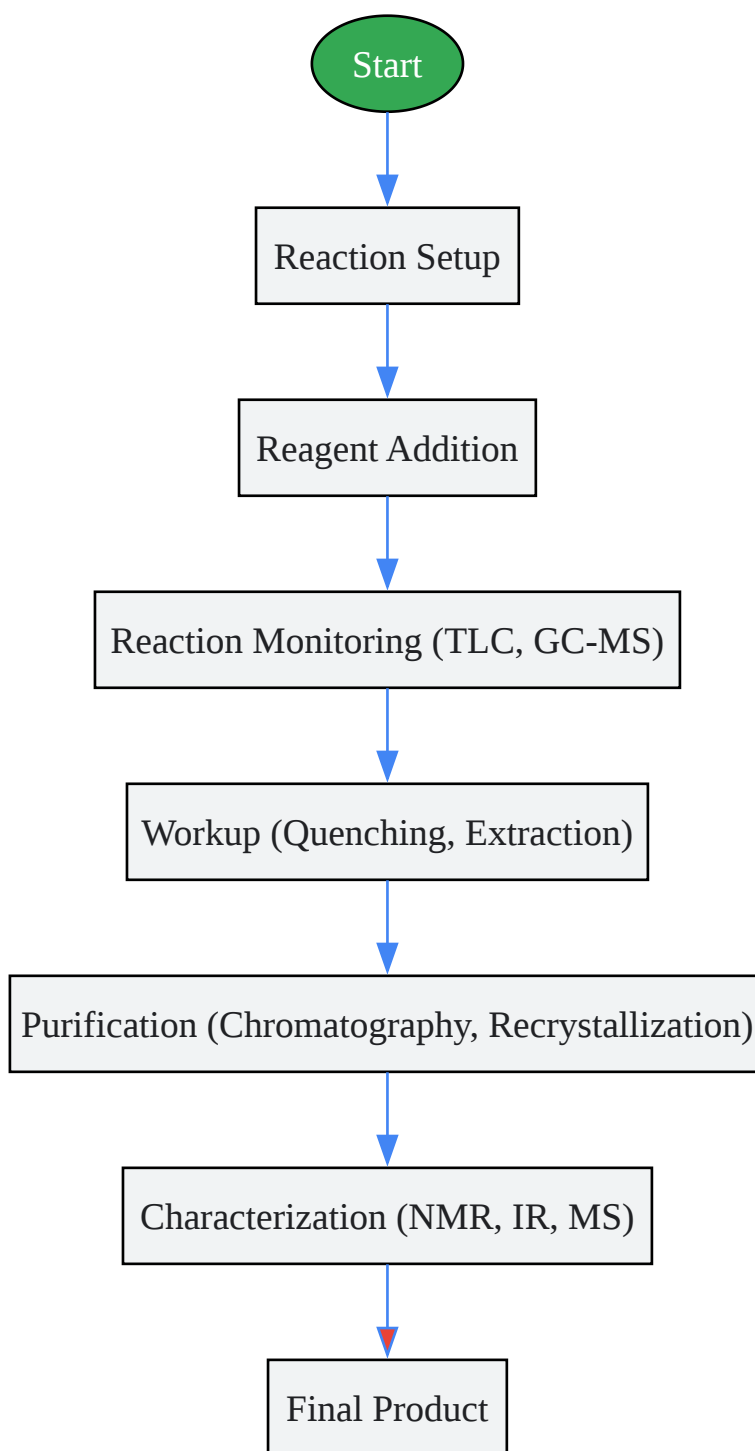 Start
Reaction Setup
Reagent Addition
Reaction Monitoring (TLC, GC-MS)
Workup (Quenching, Extraction)
Purification (Chromatography, Recrystallization)
Characterization (NMR, IR, MS)
Final Product